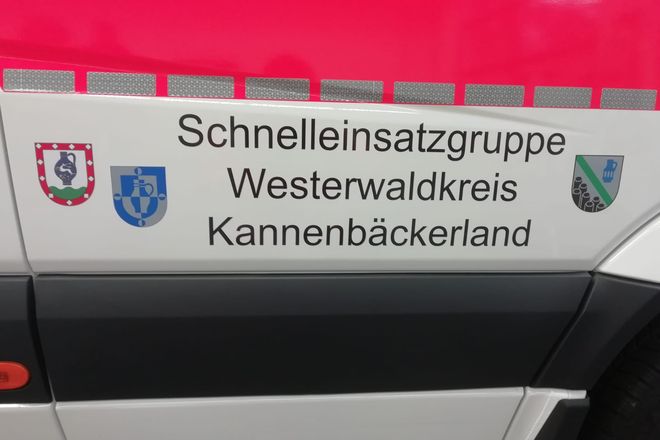 Schnelleinsatzgruppe
Westerwaldkreis
Kannenbäckerland